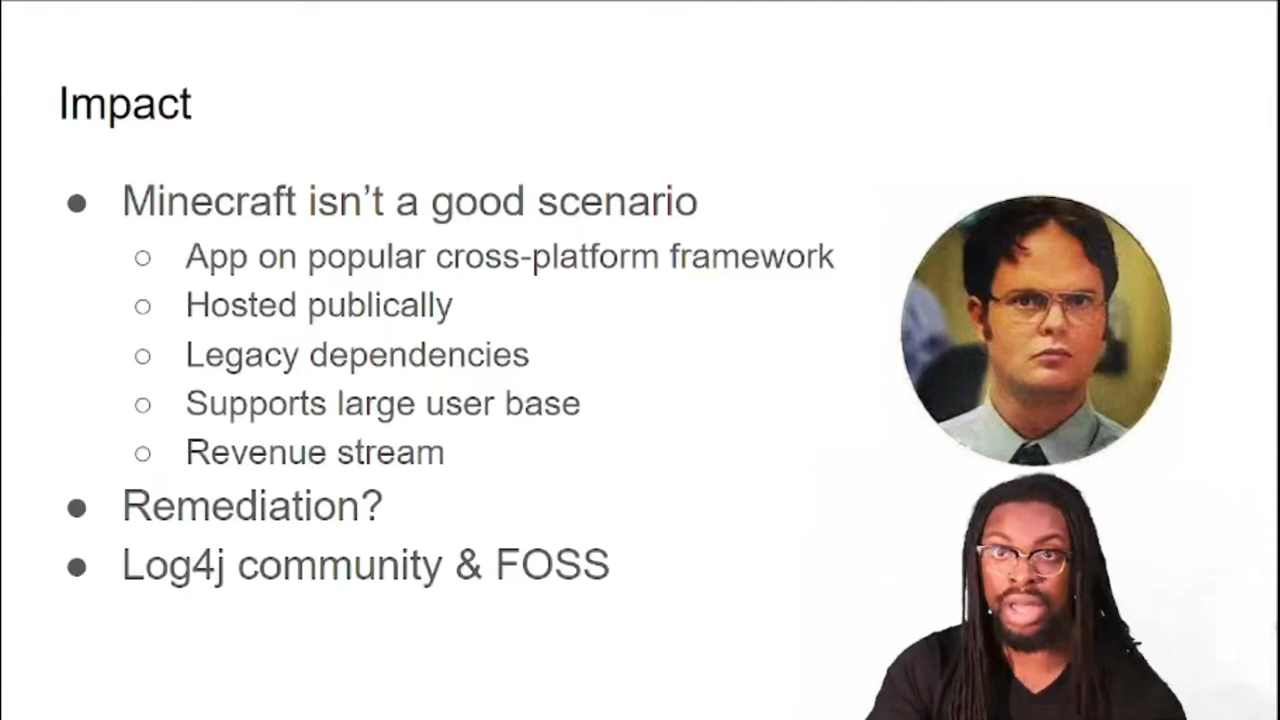 Impact
● Minecraft isn’t a good scenario
○ App on popular cross-platform framework
○ Hosted publically
○ Legacy dependencies
○ Supports large user base
○ Revenue stream
● Remediation?
● Log4j community & FOSS